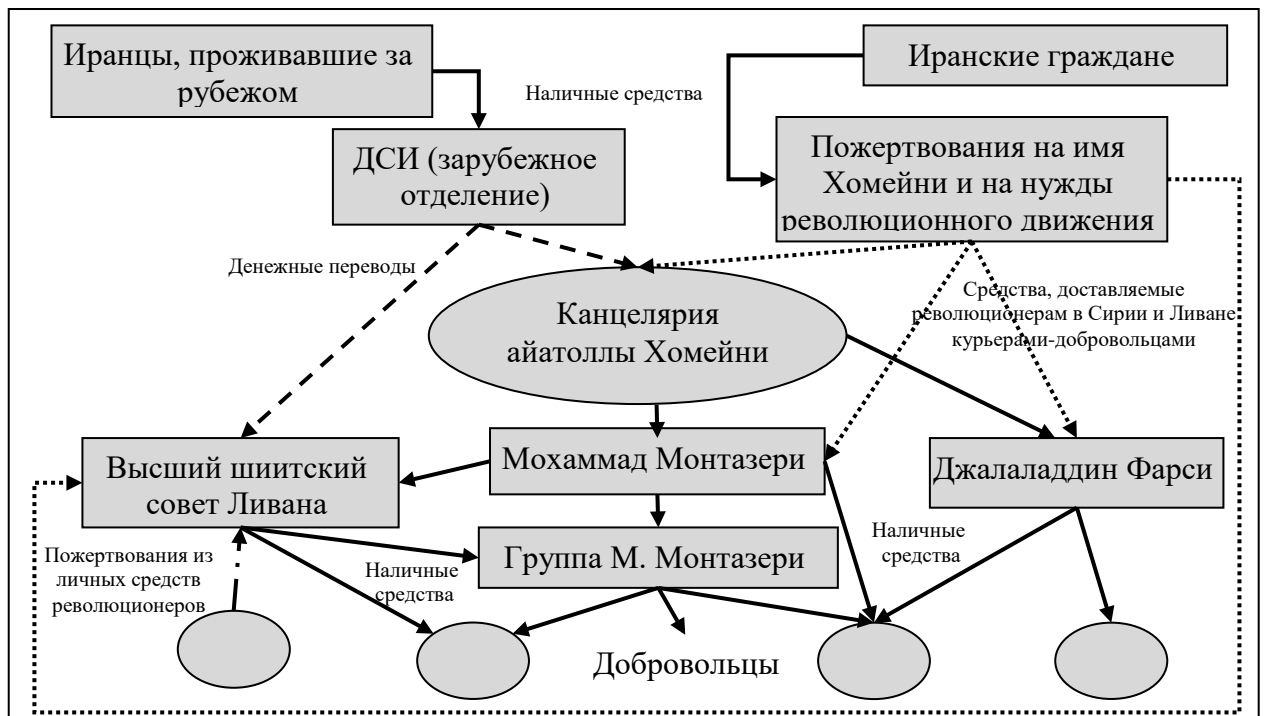 Иранцы, проживавшие за
рубежом
Наличные средства
Иранские граждане
ДСИ (зарубежное
отделение)
Пожертвования на имя
Хомейни и на нужды
революционного движения
Денежные переводы
Канцелярия
айатоллы Хомейни
Средства, доставляемые
революционерам в Сирии и Ливане
курьерами-добровольцами
Высший шиитский
совет Ливана
Мохаммад Монтазери
Джалаладдин Фарси
Пожертвования из
личных средств
революционеров
Наличные
средства
Группа М. Монтазери
Наличные
средства
Добровольцы